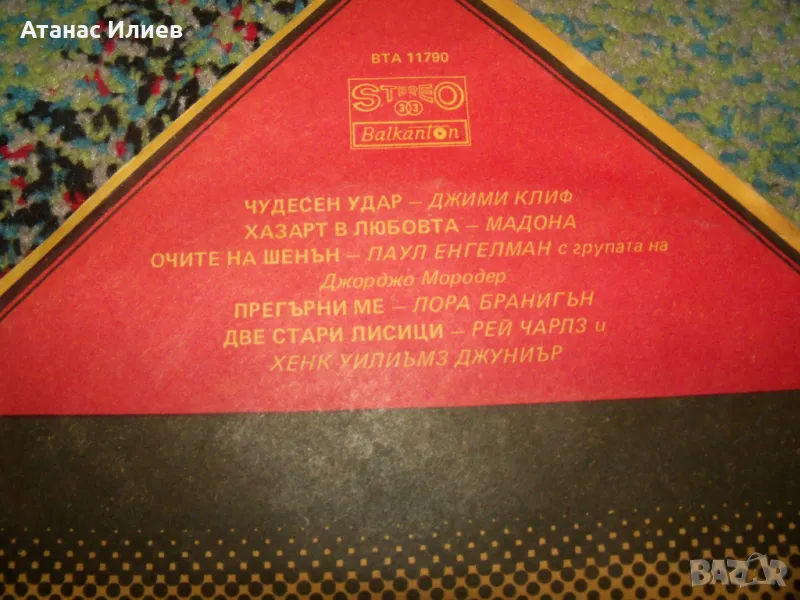 Атанас Илиев
ВТА 11790
STEREO
33
Balkanton
ЧУДЕСЕН УДАР – ДЖИМИ КЛИФ
ХАЗАРТ В ЛЮБОВТА – МАДОНА
ОЧИТЕ НА ШЕНЪН – ПАУЛ ЕНГЕЛМАН с групата на
Джорджо Мородер
ПРЕГЪРНИ МЕ – ЛОРА БРАНИГЪН
ДВЕ СТАРИ ЛИСИЦИ – РЕЙ ЧАРЛЗ и
ХЕНК УИЛИЪМЗ ДЖУНИЪР
BAZAR